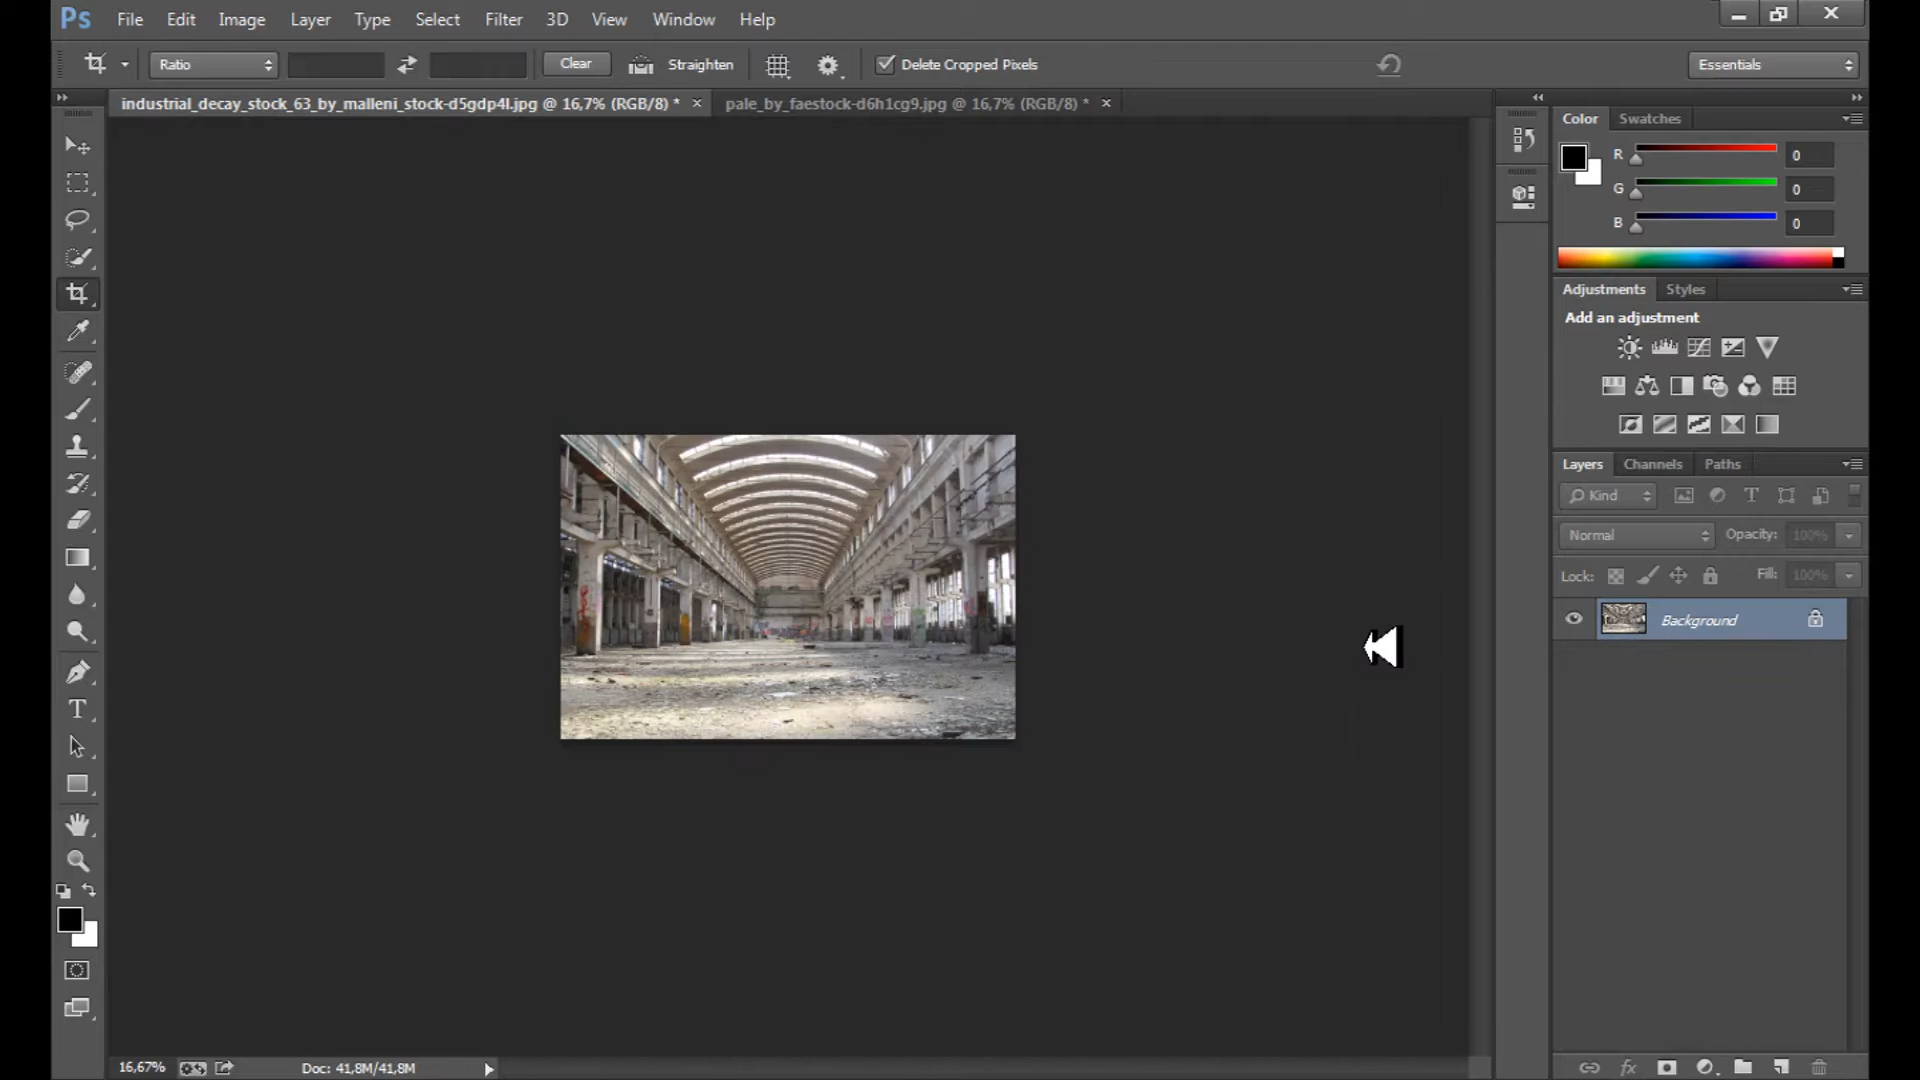 Ps File Edit Image Layer Type Select Filter 3D View Window Help
Ratio Clear Straighten Delete Cropped Pixels Essentials
industrial_decay_stock_63_by_malleni_stock-d5gdp4l.jpg @ 16,7% (RGB/8) * × pale_by_faestock-d6h1cg9.jpg @ 16,7% (RGB/8) * ×
Color Swatches
R 0
G 0
B 0
Adjustments Styles
Add an adjustment
Layers Channels Paths
Kind T
Normal Opacity: 100%
Lock: Fill: 100%
Background
T
16,67% Doc: 41,8M/41,8M
fx